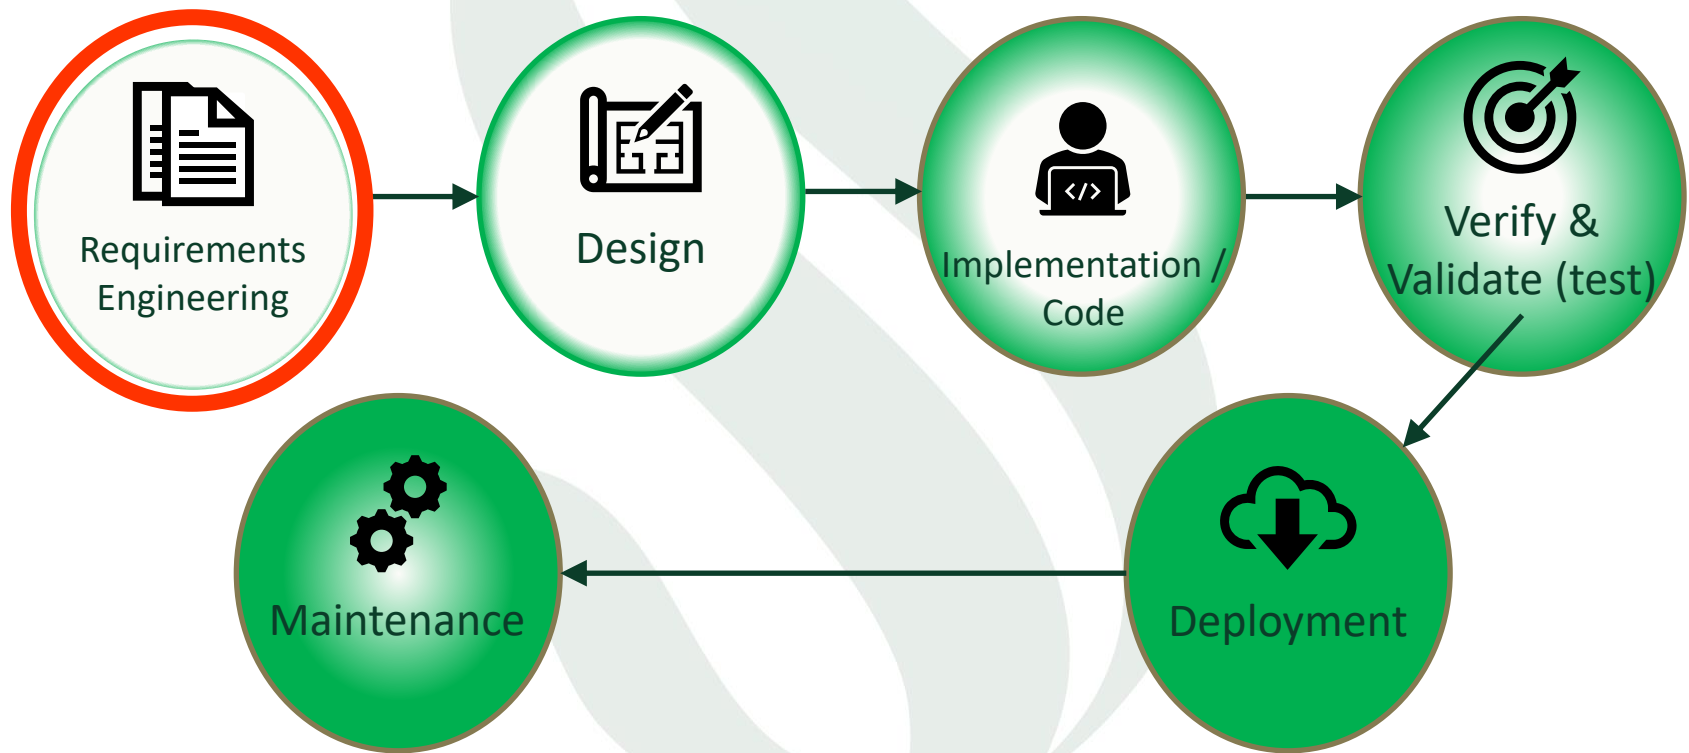 Requirements
Engineering
Design
Implementation /
Code
</>
Verify &
Validate (test)
Maintenance
Deployment